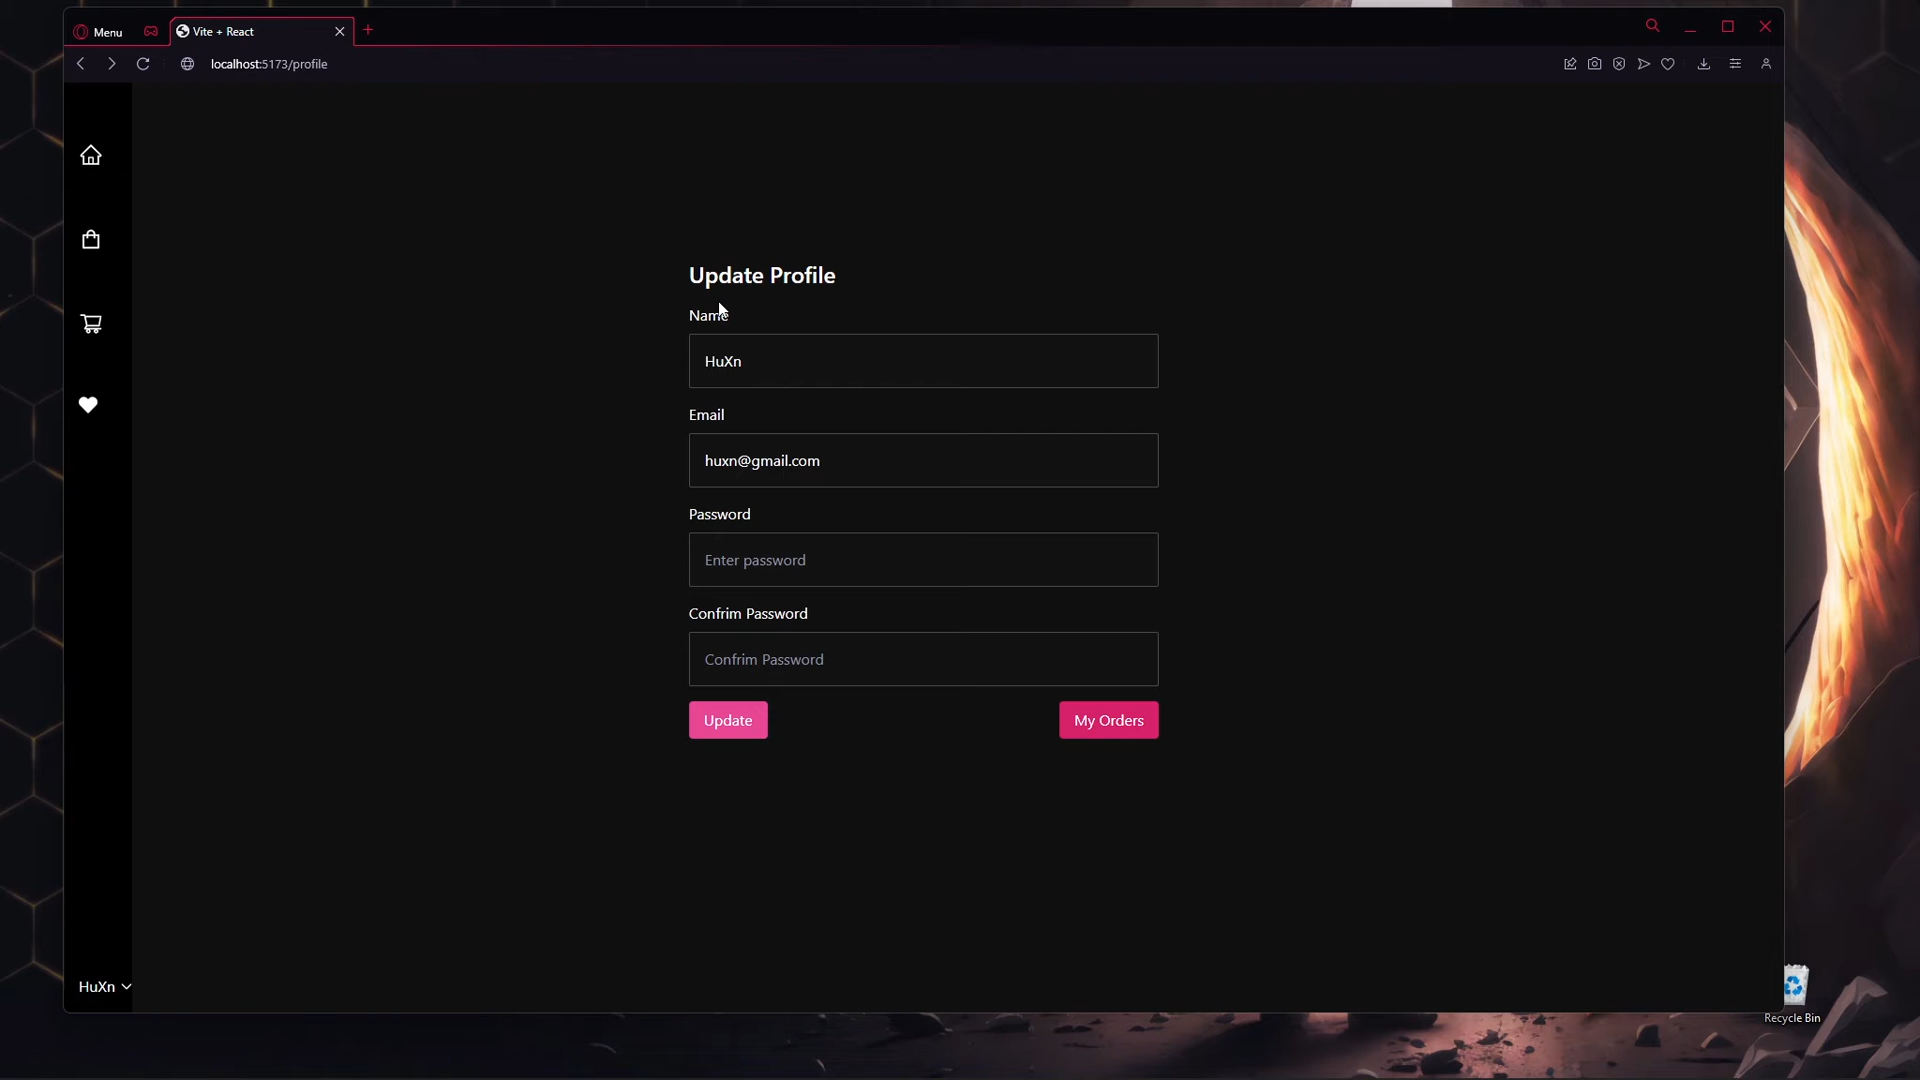 Menu
Vite + React
localhost:5173/profile
Update Profile
Name
HuXn
Email
huxn@gmail.com
Password
Enter password
Confrim Password
Confrim Password
Update
My Orders
HuXn
Recycle Bin